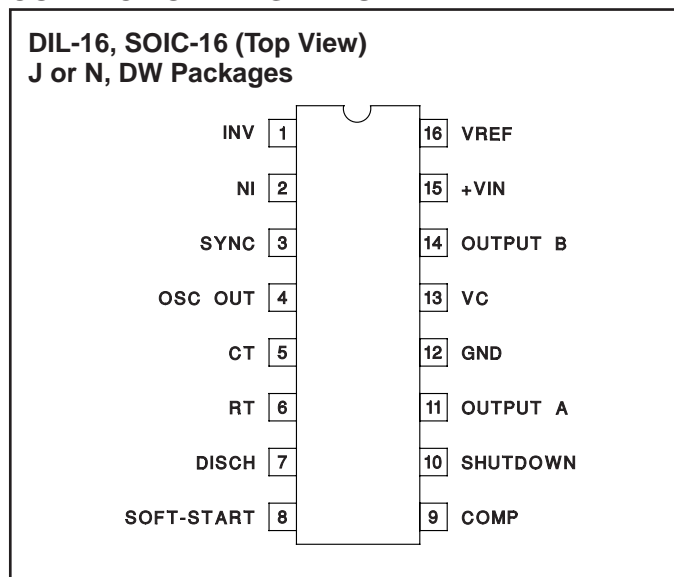 DIL-16, SOIC-16 (Top View)
J or N, DW Packages
INV 1 16 VREF
NI 2 15 +VIN
SYNC 3 14 OUTPUT B
OSC OUT 4 13 VC
CT 5 12 GND
RT 6 11 OUTPUT A
DISCH 7 10 SHUTDOWN
SOFT-START 8 9 COMP